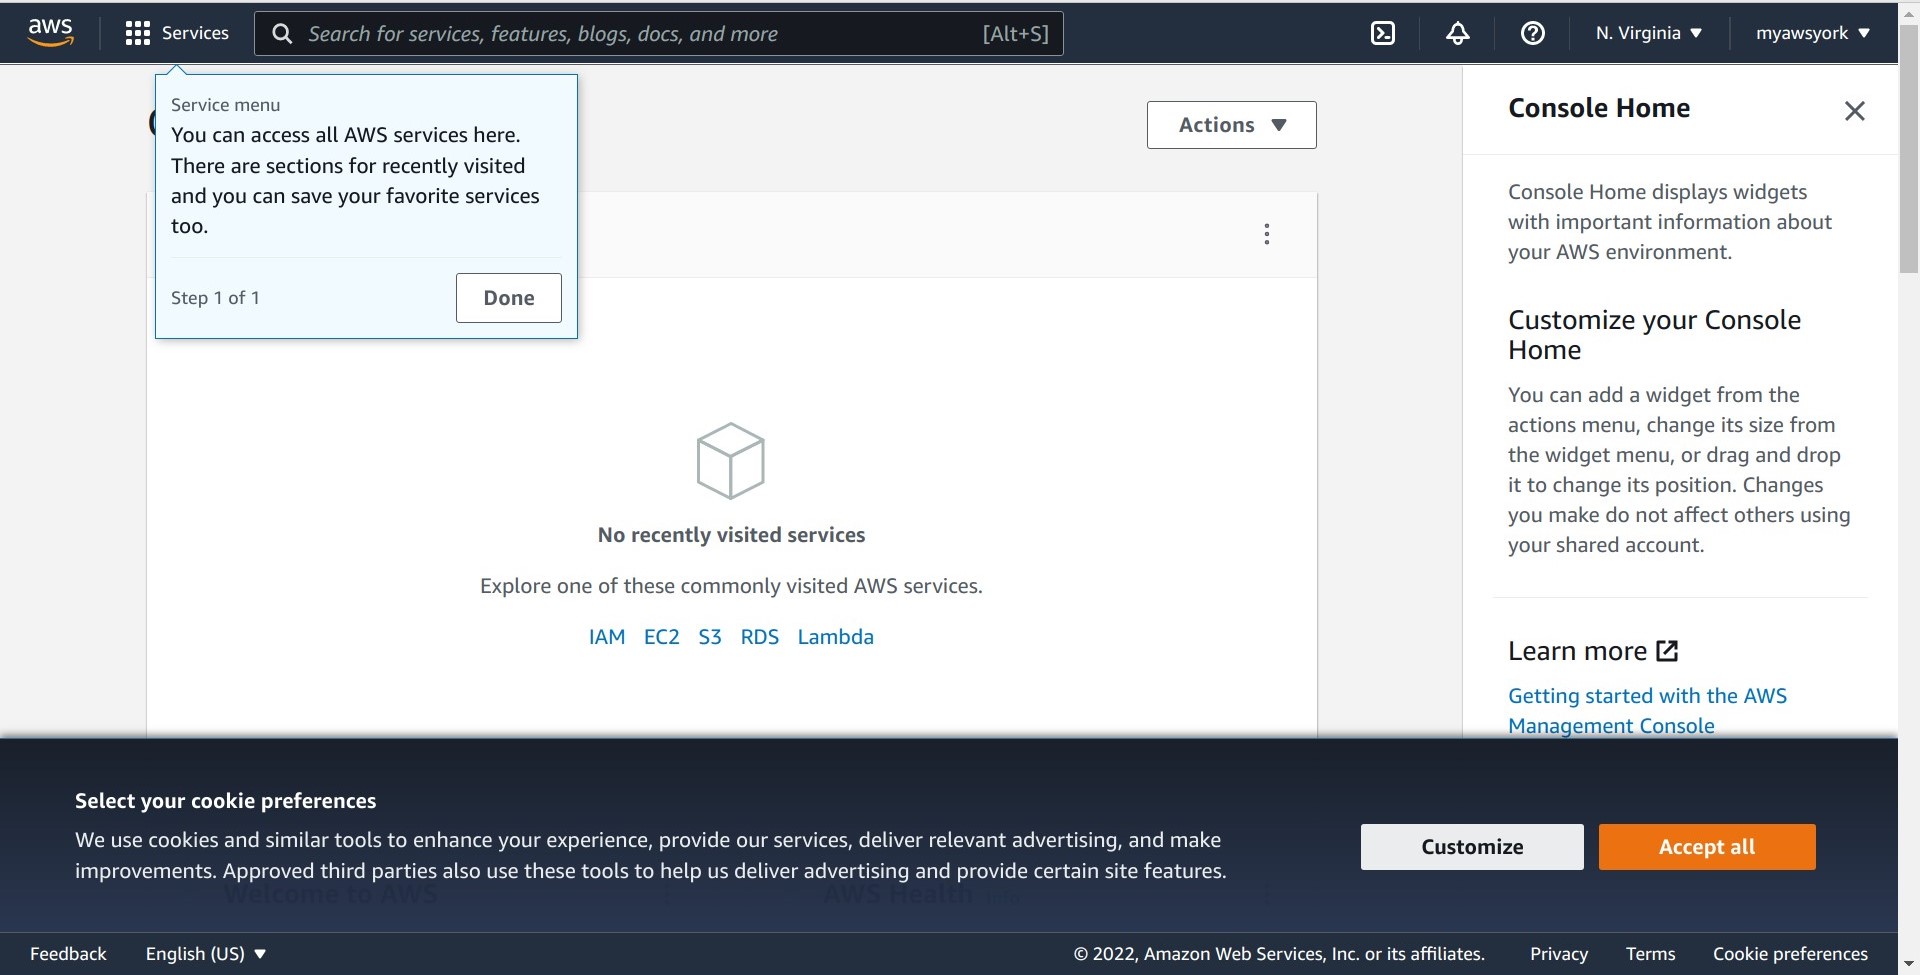 aws
Services
Search for services, features, blogs, docs, and more
[Alt+S]
N. Virginia
myawsyork
Service menu
You can access all AWS services here.
There are sections for recently visited
and you can save your favorite services
too.
Step 1 of 1
Done
Actions
No recently visited services
Explore one of these commonly visited AWS services.
IAM EC2 S3 RDS Lambda
Console Home
Console Home displays widgets
with important information about
your AWS environment.
Customize your Console
Home
You can add a widget from the
actions menu, change its size from
the widget menu, or drag and drop
it to change its position. Changes
you make do not affect others using
your shared account.
Learn more
Getting started with the AWS
Management Console
Select your cookie preferences
We use cookies and similar tools to enhance your experience, provide our services, deliver relevant advertising, and make
improvements. Approved third parties also use these tools to help us deliver advertising and provide certain site features.
Customize
Accept all
Welcome to AWS
AWS Health
Feedback
English (US)
© 2022, Amazon Web Services, Inc. or its affiliates.
Privacy
Terms
Cookie preferences